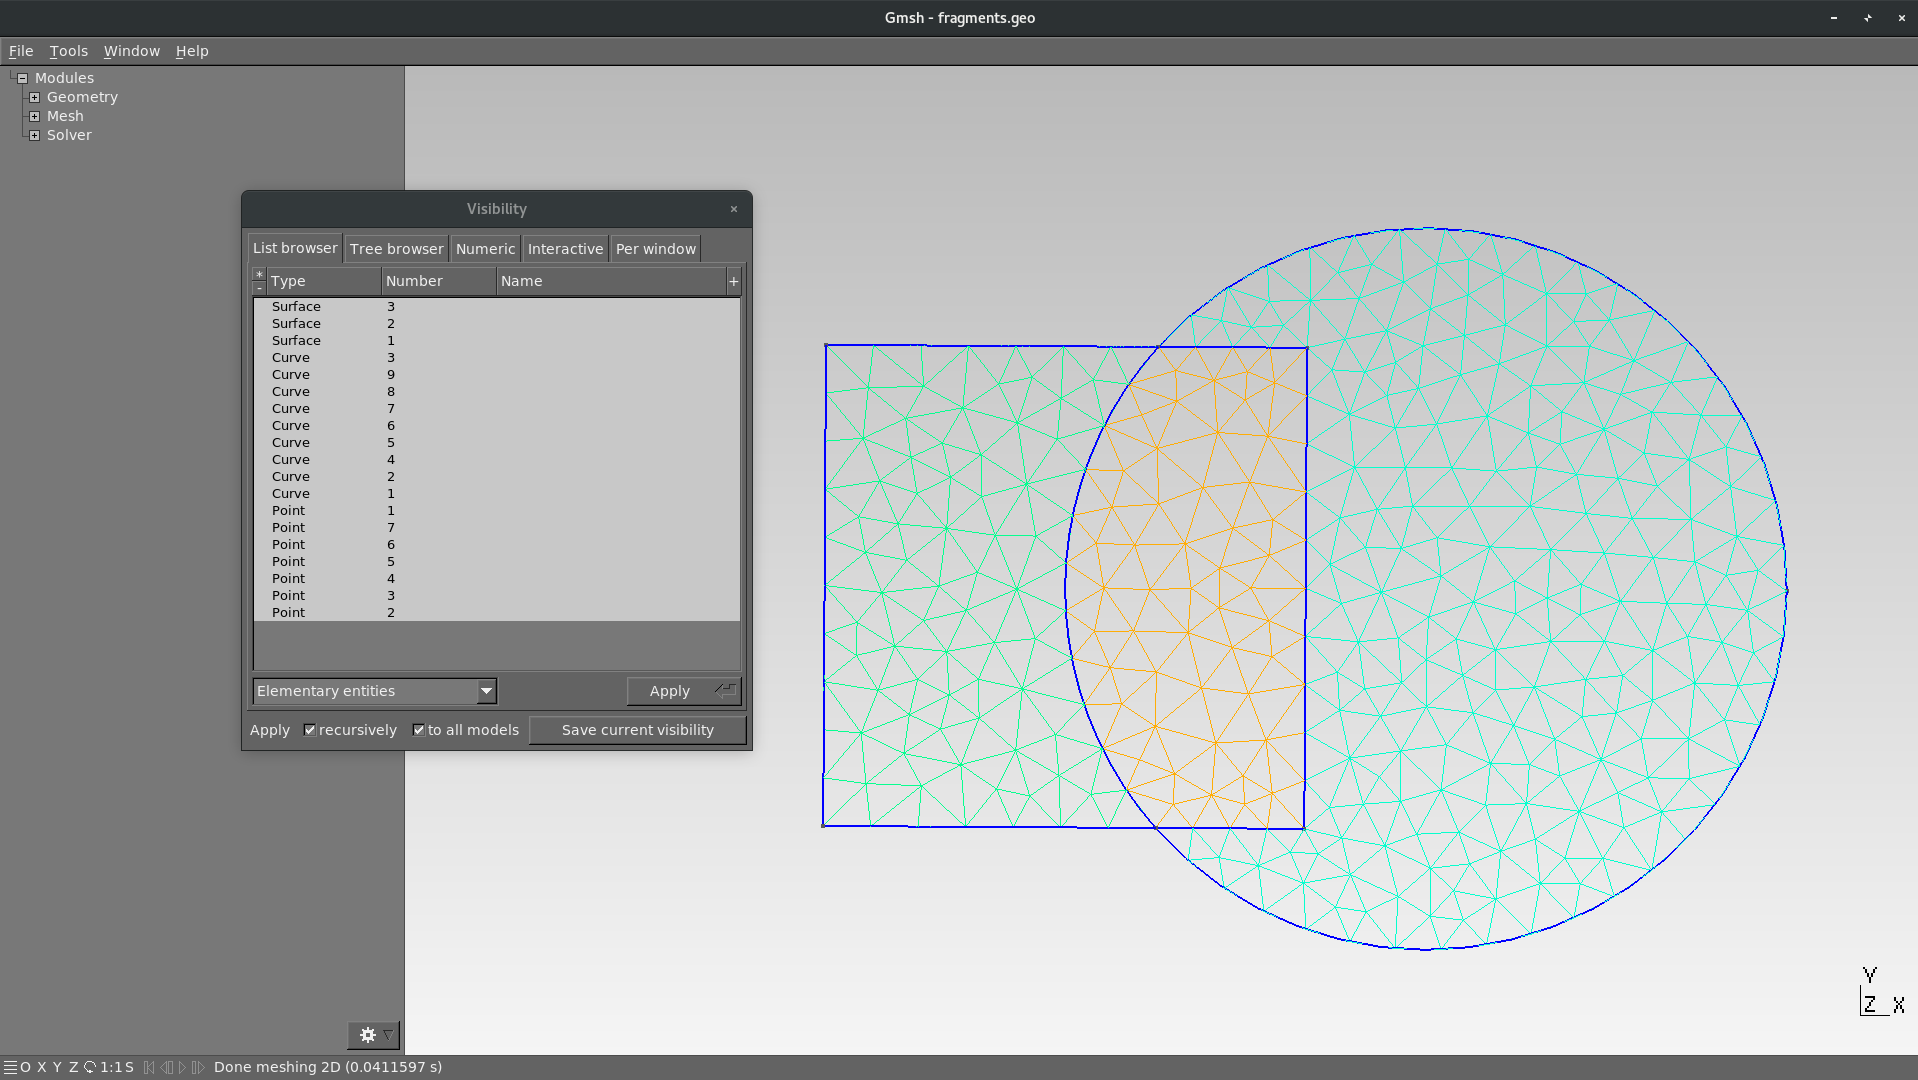 Gmsh - fragments.geo
File Tools Window Help
Modules
Geometry
Mesh
Solver
Visibility
List browser Tree browser Numeric Interactive Per window
* - Type Number Name +
Surface 3
Surface 2
Surface 1
Curve 3
Curve 9
Curve 8
Curve 7
Curve 6
Curve 5
Curve 4
Curve 2
Curve 1
Point 1
Point 7
Point 6
Point 5
Point 4
Point 3
Point 2
Elementary entities Apply
Apply recursively to all models Save current visibility
Y
Z X
O X Y Z 1:1 S Done meshing 2D (0.0411597 s)